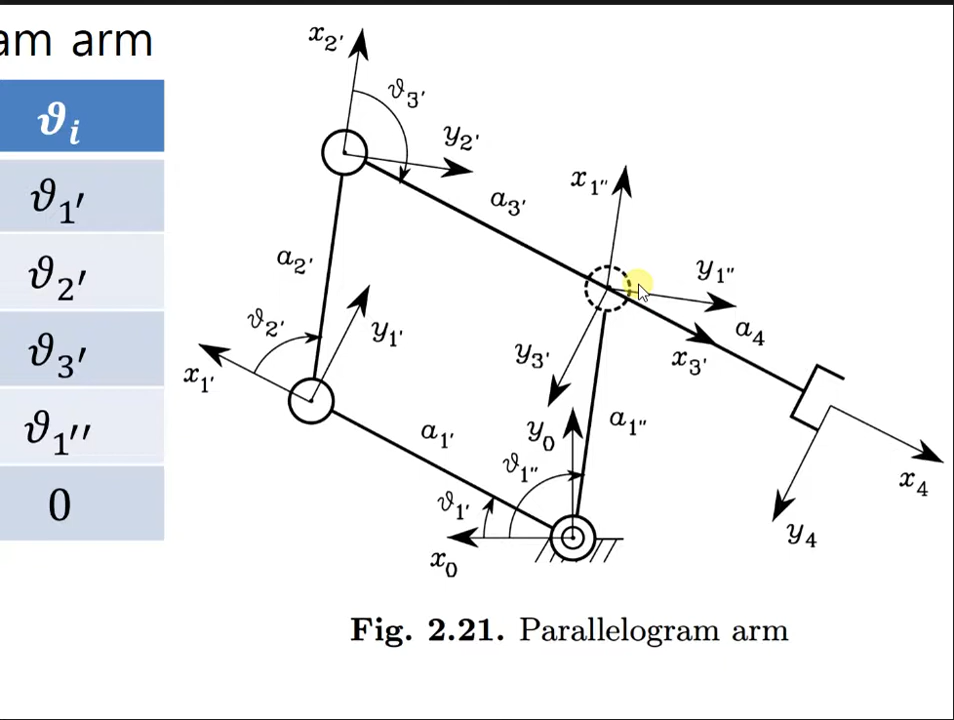 am arm
ϑᵢ
ϑ₁′
ϑ₂′
ϑ₃′
ϑ₁″
0
x₂′
ϑ₃′
y₂′
x₁″
a₃′
a₂′
y₁″
ϑ₂′
y₁′
a₄
x₁′
y₃′
x₃′
a₁′
y₀
a₁″
ϑ₁″
ϑ₁′
x₀
x₄
y₄
Fig. 2.21. Parallelogram arm